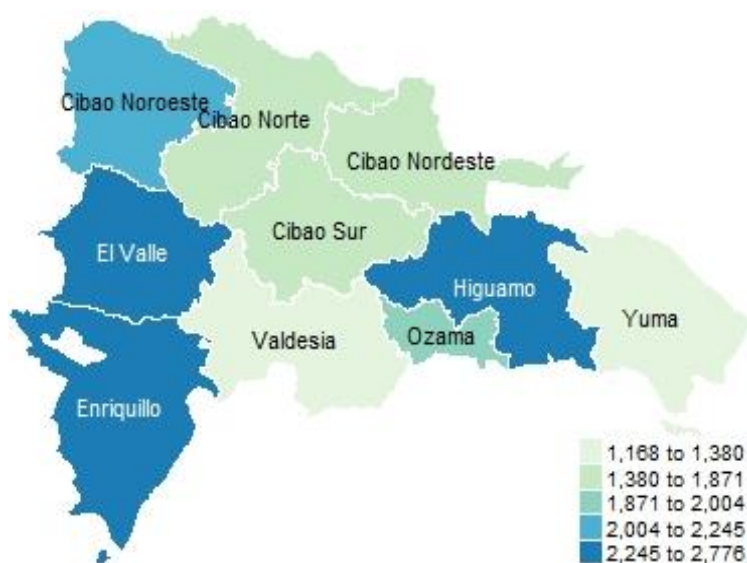 Cibao Noroeste
Cibao Norte
Cibao Nordeste
Cibao Sur
El Valle
Higuamo
Yuma
Ozama
Valdesia
Enriquillo
1,168 to 1,380
1,380 to 1,871
1,871 to 2,004
2,004 to 2,245
2,245 to 2,776